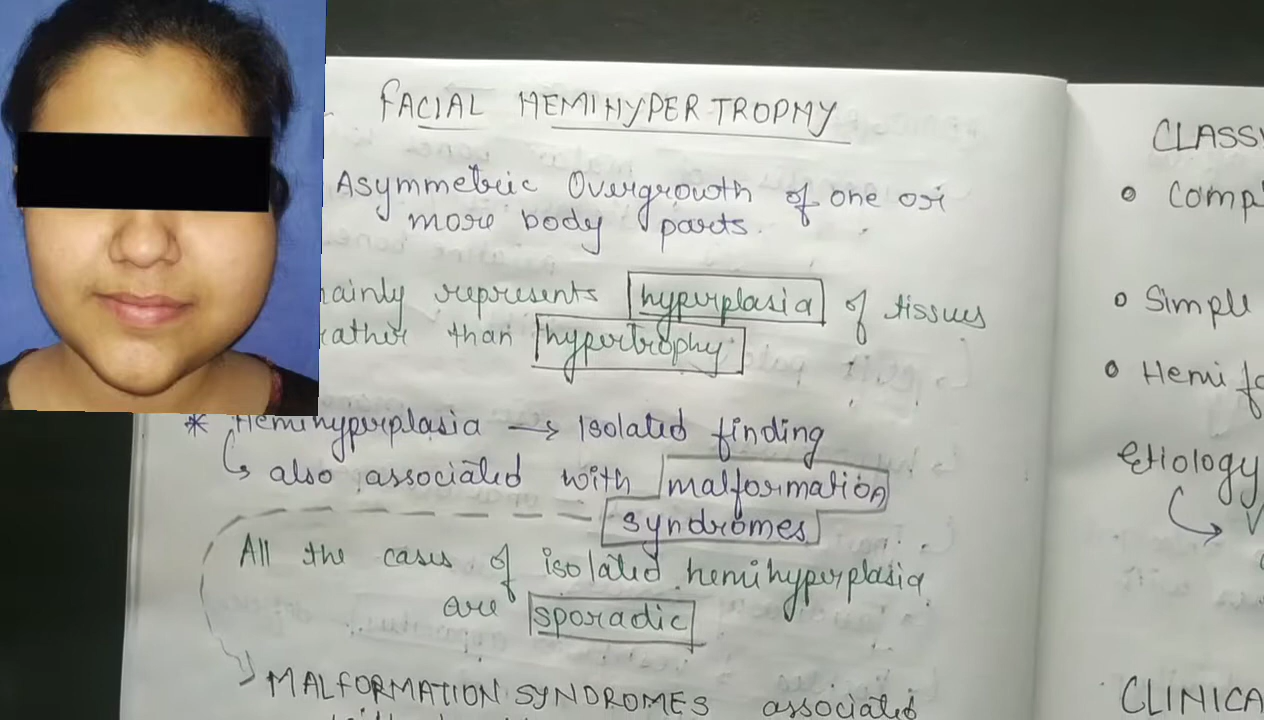 FACIAL HEMIHYPERTROPHY
Asymmetric Overgrowth of one or
more body parts.
mainly represents hyperplasia of tissues
rather than hypertrophy
* Hemihyperplasia → Isolated finding
↳ also associated with malformation
syndromes
All the cases of isolated hemihyperplasia
are sporadic
MALFORMATION SYNDROMES associated
CLASS
• Comp
• Simple
• Hemi fa
Etiology
CLINICA